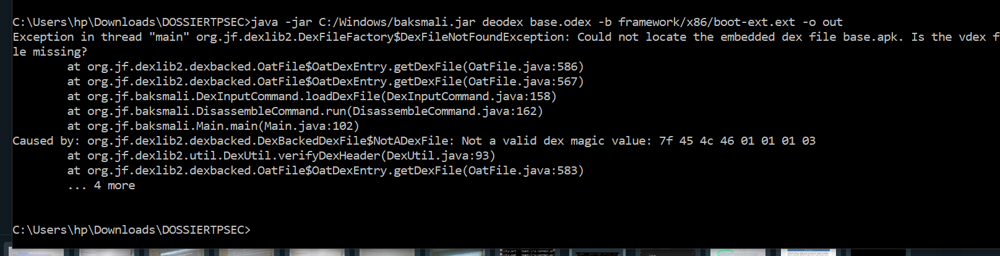 C:\Users\hp\Downloads\DOSSIERTPSEC>java -jar C:/Windows/baksmali.jar deodex base.odex -b framework/x86/boot-ext.ext -o out
Exception in thread "main" org.jf.dexlib2.DexFileFactory$DexFileNotFoundException: Could not locate the embedded dex file base.apk. Is the vdex f
le missing?
at org.jf.dexlib2.dexbacked.OatFile$OatDexEntry.getDexFile(OatFile.java:586)
at org.jf.dexlib2.dexbacked.OatFile$OatDexEntry.getDexFile(OatFile.java:567)
at org.jf.baksmali.DexInputCommand.loadDexFile(DexInputCommand.java:158)
at org.jf.baksmali.DisassembleCommand.run(DisassembleCommand.java:162)
at org.jf.baksmali.Main.main(Main.java:102)
Caused by: org.jf.dexlib2.dexbacked.DexBackedDexFile$NotADexFile: Not a valid dex magic value: 7f 45 4c 46 01 01 01 03
at org.jf.dexlib2.util.DexUtil.verifyDexHeader(DexUtil.java:93)
at org.jf.dexlib2.dexbacked.OatFile$OatDexEntry.getDexFile(OatFile.java:583)
... 4 more
C:\Users\hp\Downloads\DOSSIERTPSEC>